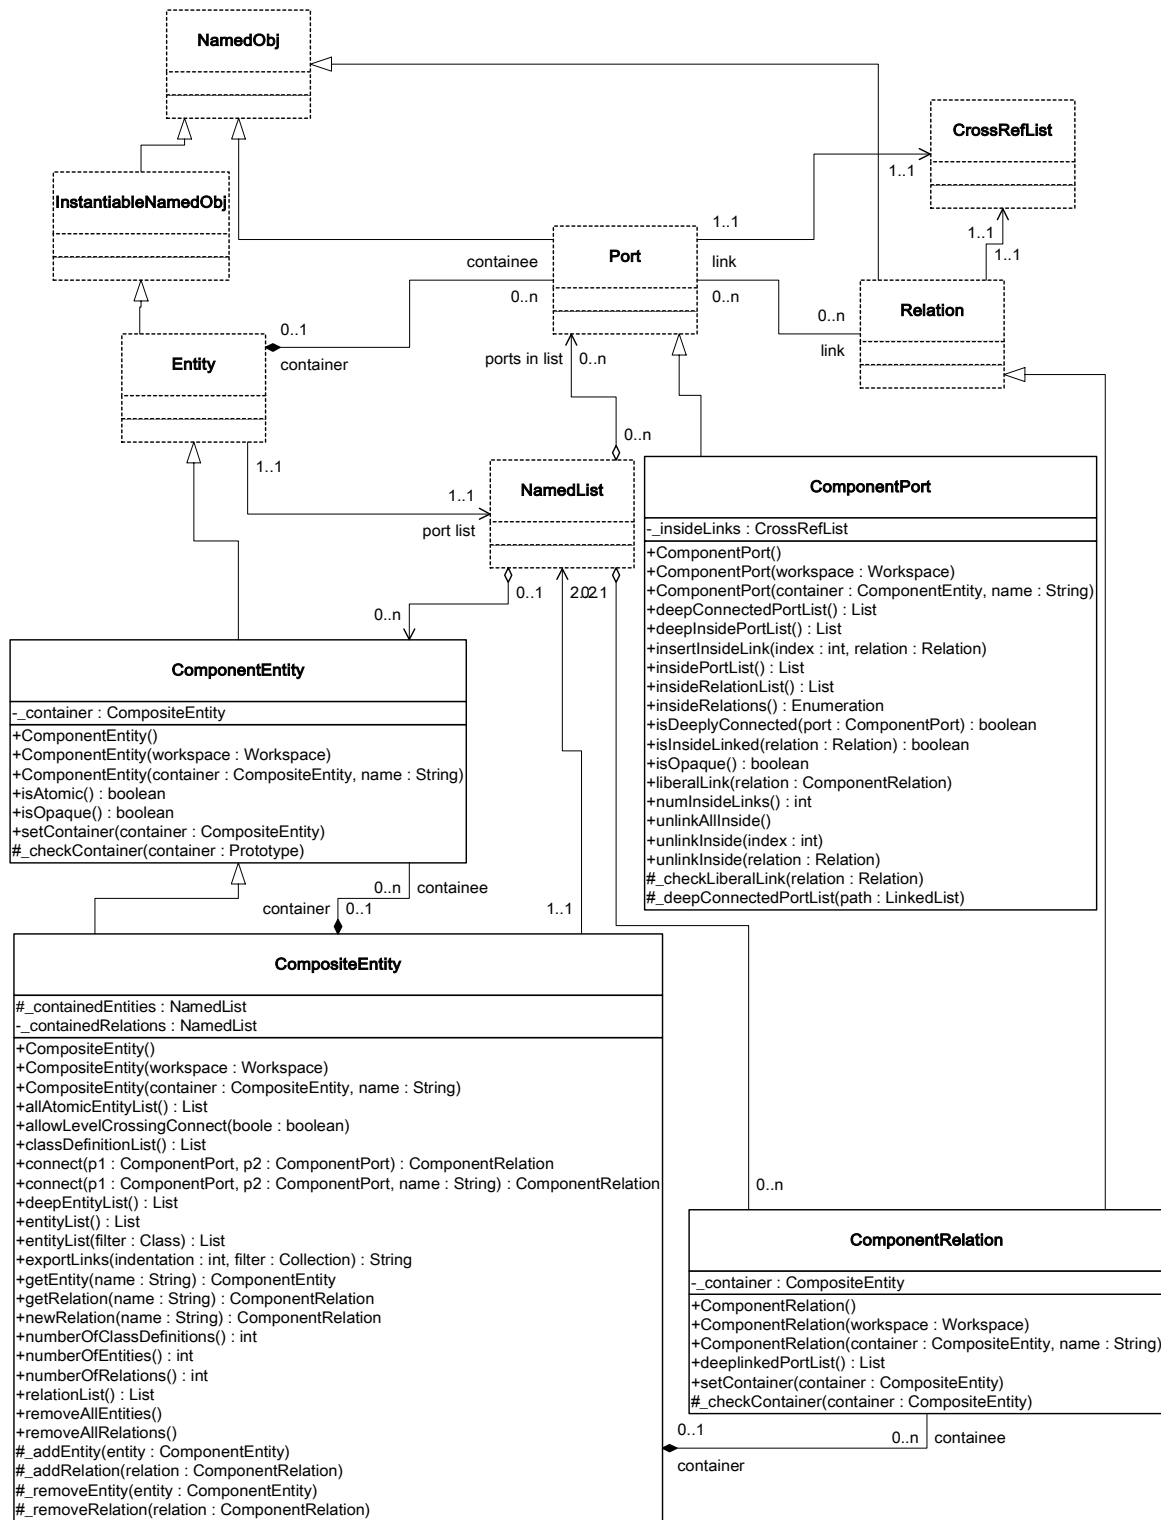 NamedObj
CrossRefList
1..1
InstantiableNamedObj
1..1
1..1
1..1
Port
containee
link
0..n
0..n
Relation
0..n
link
0..1
container
Entity
ports in list
0..n
0..n
1..1
1..1
port list
NamedList
ComponentPort
-_insideLinks : CrossRefList
+ComponentPort()
+ComponentPort(workspace : Workspace)
+ComponentPort(container : ComponentEntity, name : String)
+deepConnectedPortList() : List
+deepInsidePortList() : List
+insertInsideLink(index : int, relation : Relation)
+insidePortList() : List
+insideRelationList() : List
+insideRelations() : Enumeration
+isDeeplyConnected(port : ComponentPort) : boolean
+isInsideLinked(relation : Relation) : boolean
+isOpaque() : boolean
+liberalLink(relation : ComponentRelation)
+numInsideLinks() : int
+unlinkAllInside()
+unlinkInside(index : int)
+unlinkInside(relation : Relation)
#_checkLiberalLink(relation : Relation)
#_deepConnectedPortList(path : LinkedList)
0..1
0..n
ComponentEntity
-_container : CompositeEntity
+ComponentEntity()
+ComponentEntity(workspace : Workspace)
+ComponentEntity(container : CompositeEntity, name : String)
+isAtomic() : boolean
+isOpaque() : boolean
+setContainer(container : CompositeEntity)
#_checkContainer(container : Prototype)
0..n
containee
container
0..1
1..1
CompositeEntity
#_containedEntities : NamedList
-_containedRelations : NamedList
+CompositeEntity()
+CompositeEntity(workspace : Workspace)
+CompositeEntity(container : CompositeEntity, name : String)
+allAtomicEntityList() : List
+allowLevelCrossingConnect(boole : boolean)
+classDefinitionList() : List
+connect(p1 : ComponentPort, p2 : ComponentPort) : ComponentRelation
+connect(p1 : ComponentPort, p2 : ComponentPort, name : String) : ComponentRelation
+deepEntityList() : List
+entityList() : List
+entityList(filter : Class) : List
+exportLinks(indentation : int, filter : Collection) : String
+getEntity(name : String) : ComponentEntity
+getRelation(name : String) : ComponentRelation
+newRelation(name : String) : ComponentRelation
+numberOfClassDefinitions() : int
+numberOfEntities() : int
+numberOfRelations() : int
+relationList() : List
+removeAllEntities()
+removeAllRelations()
#_addEntity(entity : ComponentEntity)
#_addRelation(relation : ComponentRelation)
#_removeEntity(entity : ComponentEntity)
#_removeRelation(relation : ComponentRelation)
0..n
ComponentRelation
-_container : CompositeEntity
+ComponentRelation()
+ComponentRelation(workspace : Workspace)
+ComponentRelation(container : CompositeEntity, name : String)
+deeplinkedPortList() : List
+setContainer(container : CompositeEntity)
#_checkContainer(container : CompositeEntity)
0..1
container
0..n
containee